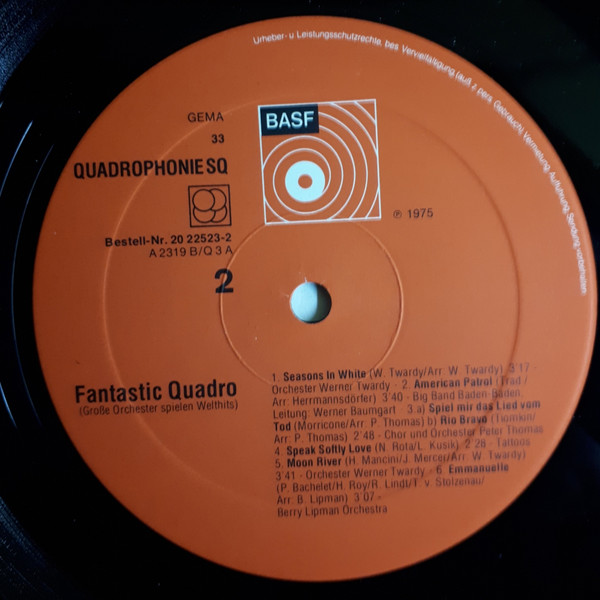 Urheber- u Leistungsschutzrechte, bes Vervielfältigung (auß z. pers. Gebrauch), Vermietung, Aufführung, Sendung vorbehalten
GEMA
BASF
33
QUADROPHONIE SQ
℗ 1975
Bestell-Nr. 20 22523-2
A 2319 B/Q 3 A
2
Fantastic Quadro
(Große Orchester spielen Welthits)
1. Seasons In White (W. Twardy/Arr. W. Twardy) 3'17
Orchester Werner Twardy - 2. American Patrol (Trad./
Arr. Herrmannsdörfer) 3'40 - Big Band Baden-Baden,
Leitung: Werner Baumgart 3. a) Spiel mir das Lied vom
Tod (Morricone/Arr. P. Thomas) b) Rio Bravo (Tiomkin/
Arr. P. Thomas) 2'48 - Chor und Orchester Peter Thomas
4. Speak Softly Love (N. Rota/L. Kusik) 2'28 - Tattoos
5. Moon River (H. Mancini/J. Mercer/Arr. W. Twardy)
3'41 - Orchester Werner Twardy - 6. Emmanuelle
(P. Bachelet/H. Roy/R. Lindt/T. v. Stolzenau/
Arr. B. Lipman) 3'07 -
Berry Lipman Orchestra